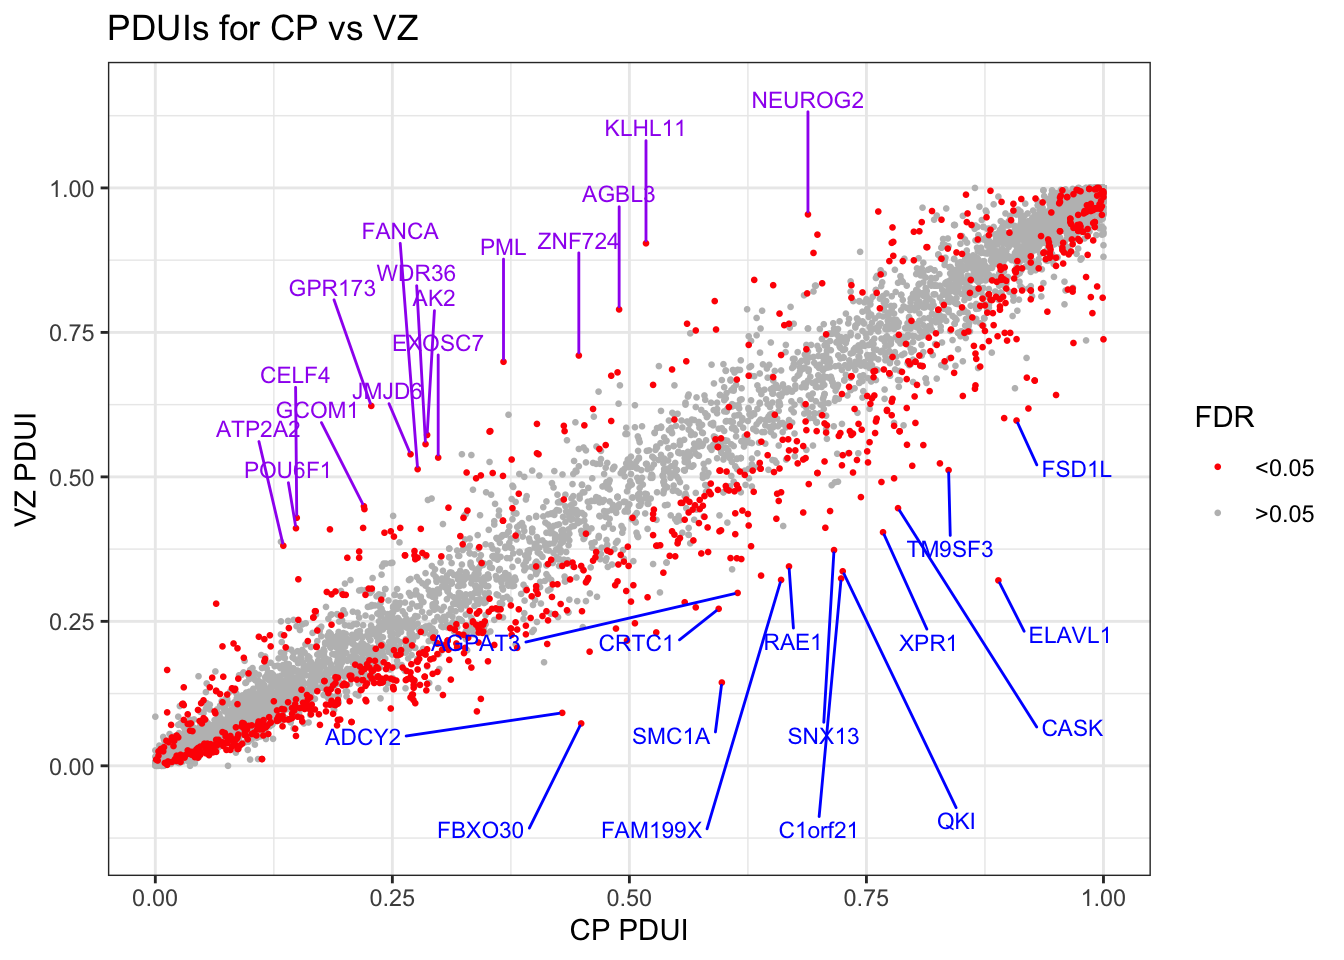 PDUIs for CP vs VZ
NEUROG2
KLHL11
AGBL3
FANCA
PML
ZNF724
WDR36
GPR173
AK2
EXOSC7
CELF4
JMJD6
GCOM1
ATP2A2
POU6F1
FSD1L
TM9SF3
AGPAT3
CRTC1
RAE1
XPR1
ELAVL1
ADCY2
SMC1A
SNX13
CASK
FBXO30
FAM199X
C1orf21
QKI
1.00
0.75
0.50
0.25
0.00
VZ PDUI
0.00
0.25
0.50
0.75
1.00
CP PDUI
FDR
<0.05
>0.05